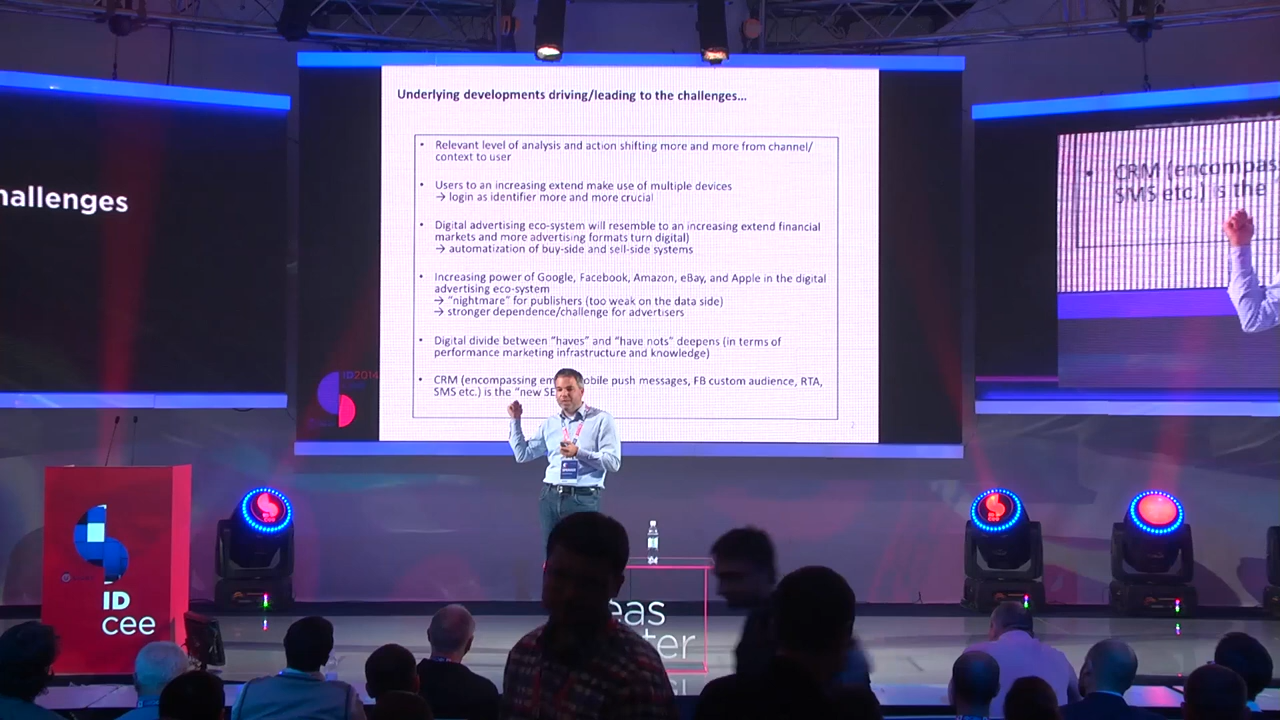 hallenges
Underlying developments driving/leading to the challenges...
• Relevant level of analysis and action shifting more and more from channel/
context to user
• Users to an increasing extend make use of multiple devices
→ login as identifier more and more crucial
• Digital advertising eco-system will resemble to an increasing extend financial
markets and more advertising formats turn digital)
→ automatization of buy-side and sell-side systems
• Increasing power of Google, Facebook, Amazon, eBay, and Apple in the digital
advertising eco-system
→ “nightmare” for publishers (too weak on the data side)
→ stronger dependence/challenge for advertisers
• Digital divide between “haves” and “have nots” deepens (in terms of
performance marketing infrastructure and knowledge)
• CRM (encompassing em obile push messages, FB custom audience, RTA,
SMS etc.) is the “new SE
2
ID2014
• CRM (encompass
SMS etc.) is the
ID
cee
eas
ter